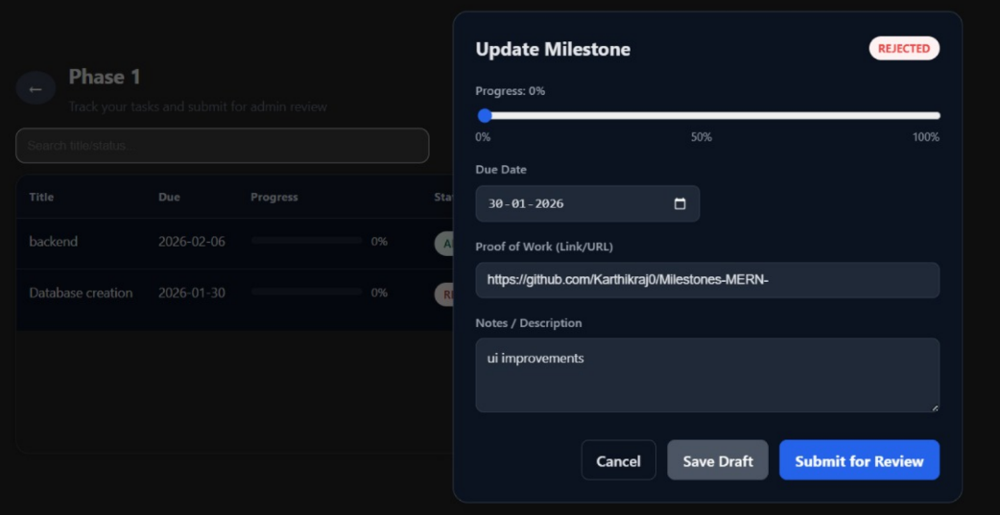 Phase 1
←
Track your tasks and submit for admin review
Search title/status
Title Due Progress Sta
backend 2026-02-06 0% A
Database creation 2026-01-30 0% RE
Update Milestone REJECTED
Progress: 0%
0% 50% 100%
Due Date
30-01-2026
Proof of Work (Link/URL)
https://github.com/Karthikraj0/Milestones-MERN-
Notes / Description
ui improvements
Cancel Save Draft Submit for Review